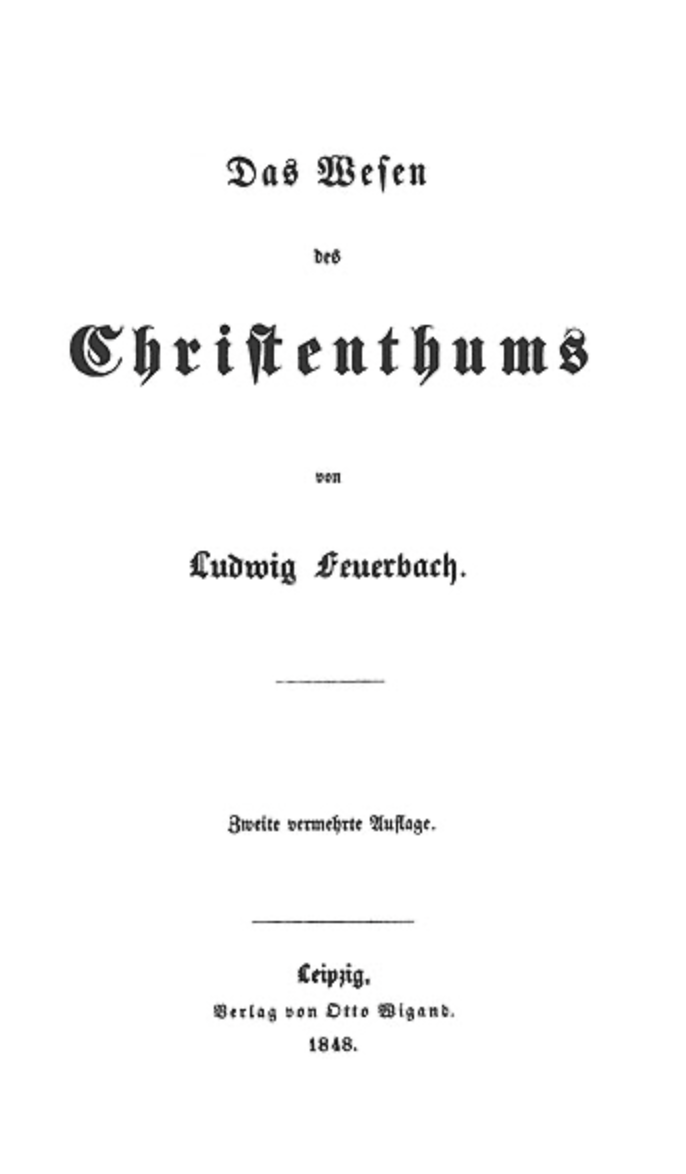 Das Wesen
des
Christenthums
von
Ludwig Feuerbach.
Zweite vermehrte Auflage.
Leipzig.
Verlag von Otto Wigand.
1848.